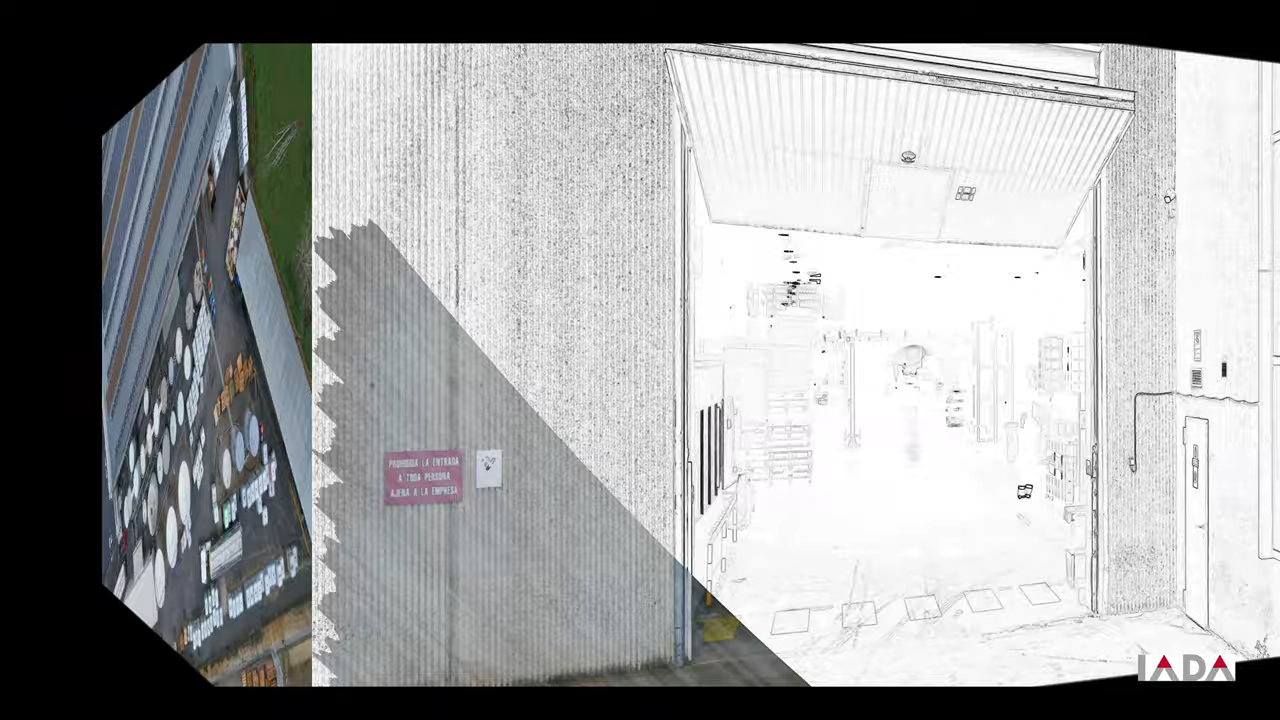 PROHIBIDA LA ENTRADA
A TODA PERSONA
AJENA A LA EMPRESA
IADA